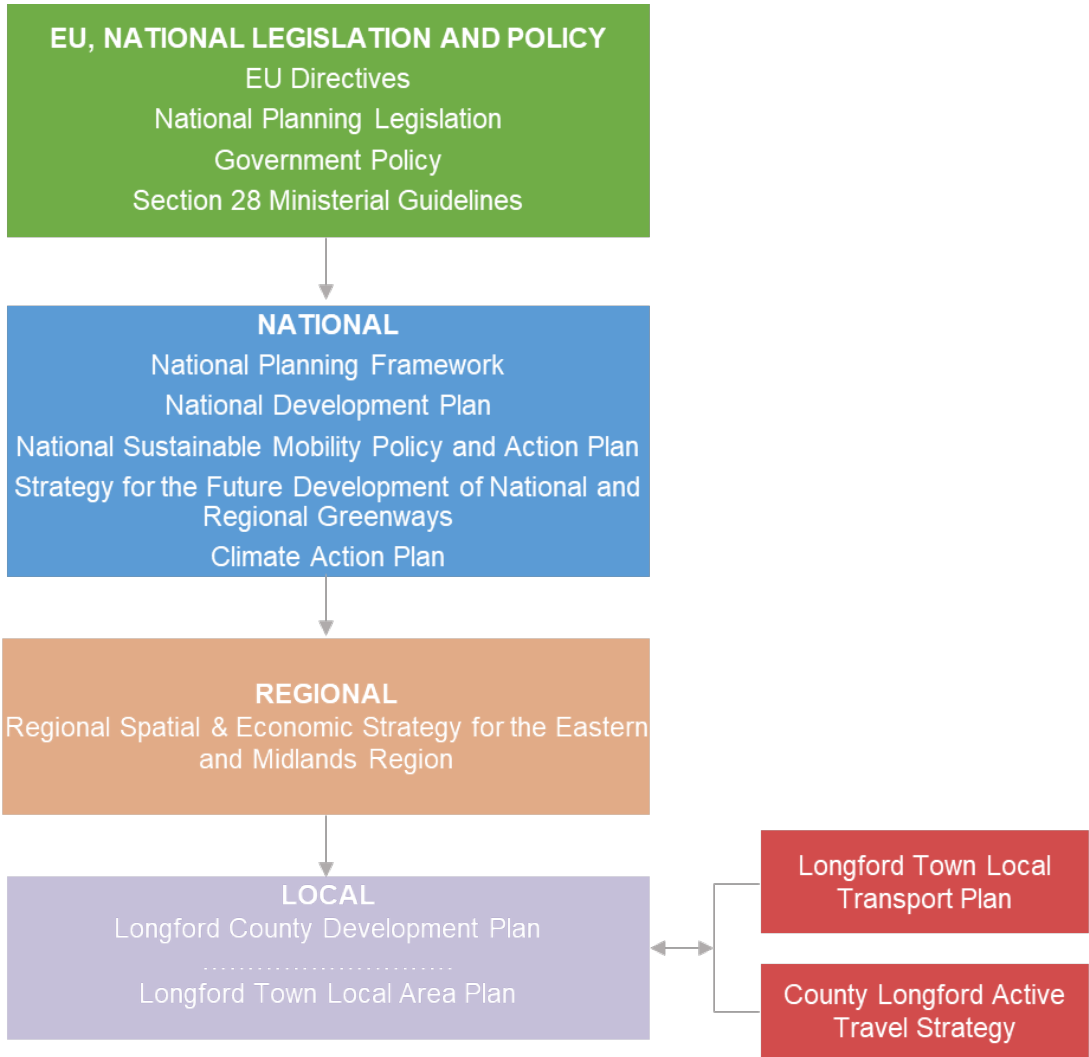 EU, NATIONAL LEGISLATION AND POLICY
EU Directives
National Planning Legislation
Government Policy
Section 28 Ministerial Guidelines
NATIONAL
National Planning Framework
National Development Plan
National Sustainable Mobility Policy and Action Plan
Strategy for the Future Development of National and
Regional Greenways
Climate Action Plan
REGIONAL
Regional Spatial & Economic Strategy for the Eastern
and Midlands Region
LOCAL
Longford County Development Plan
............................
Longford Town Local Area Plan
Longford Town Local
Transport Plan
County Longford Active
Travel Strategy